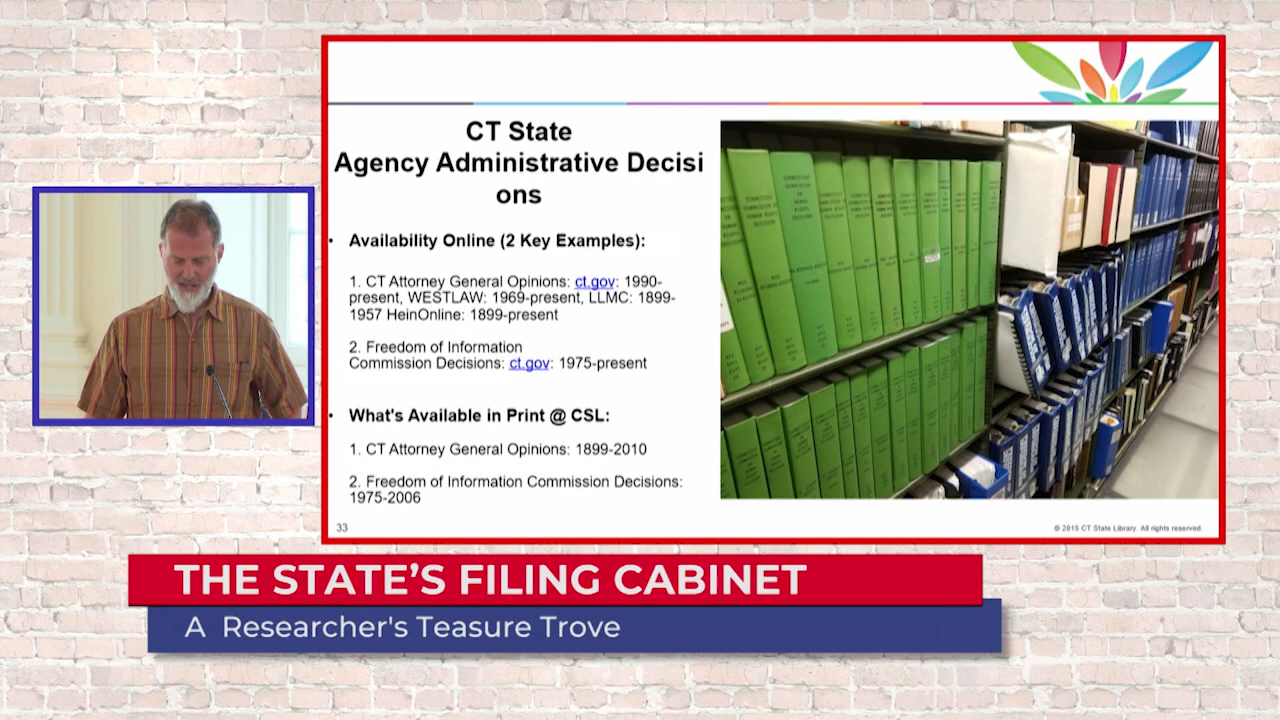 CT State
Agency Administrative Decisi
ons
• Availability Online (2 Key Examples):
1. CT Attorney General Opinions: ct.gov: 1990-
present, WESTLAW: 1969-present, LLMC: 1899-
1957 HeinOnline: 1899-present
2. Freedom of Information
Commission Decisions: ct.gov: 1975-present
• What's Available in Print @ CSL:
1. CT Attorney General Opinions: 1899-2010
2. Freedom of Information Commission Decisions:
1975-2006
33
© 2015 CT State Library. All rights reserved.
THE STATE’S FILING CABINET
A Researcher's Teasure Trove